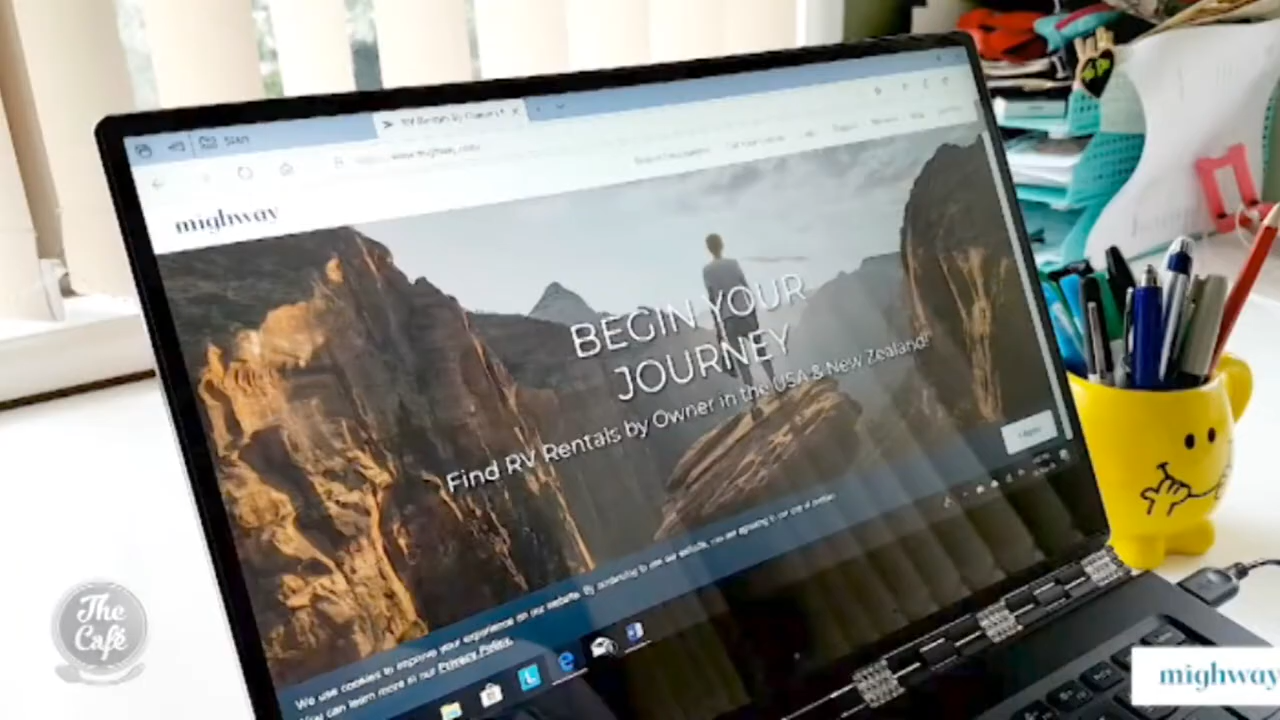 Start
mighway
BEGIN YOUR
JOURNEY
Find RV Rentals by Owner in the USA & New Zealand!
We use cookies to improve your experience on our website. By continuing to use our website, you are agreeing to our use of cookies.
You can learn more in our Privacy Policy.
The
Café
mighway